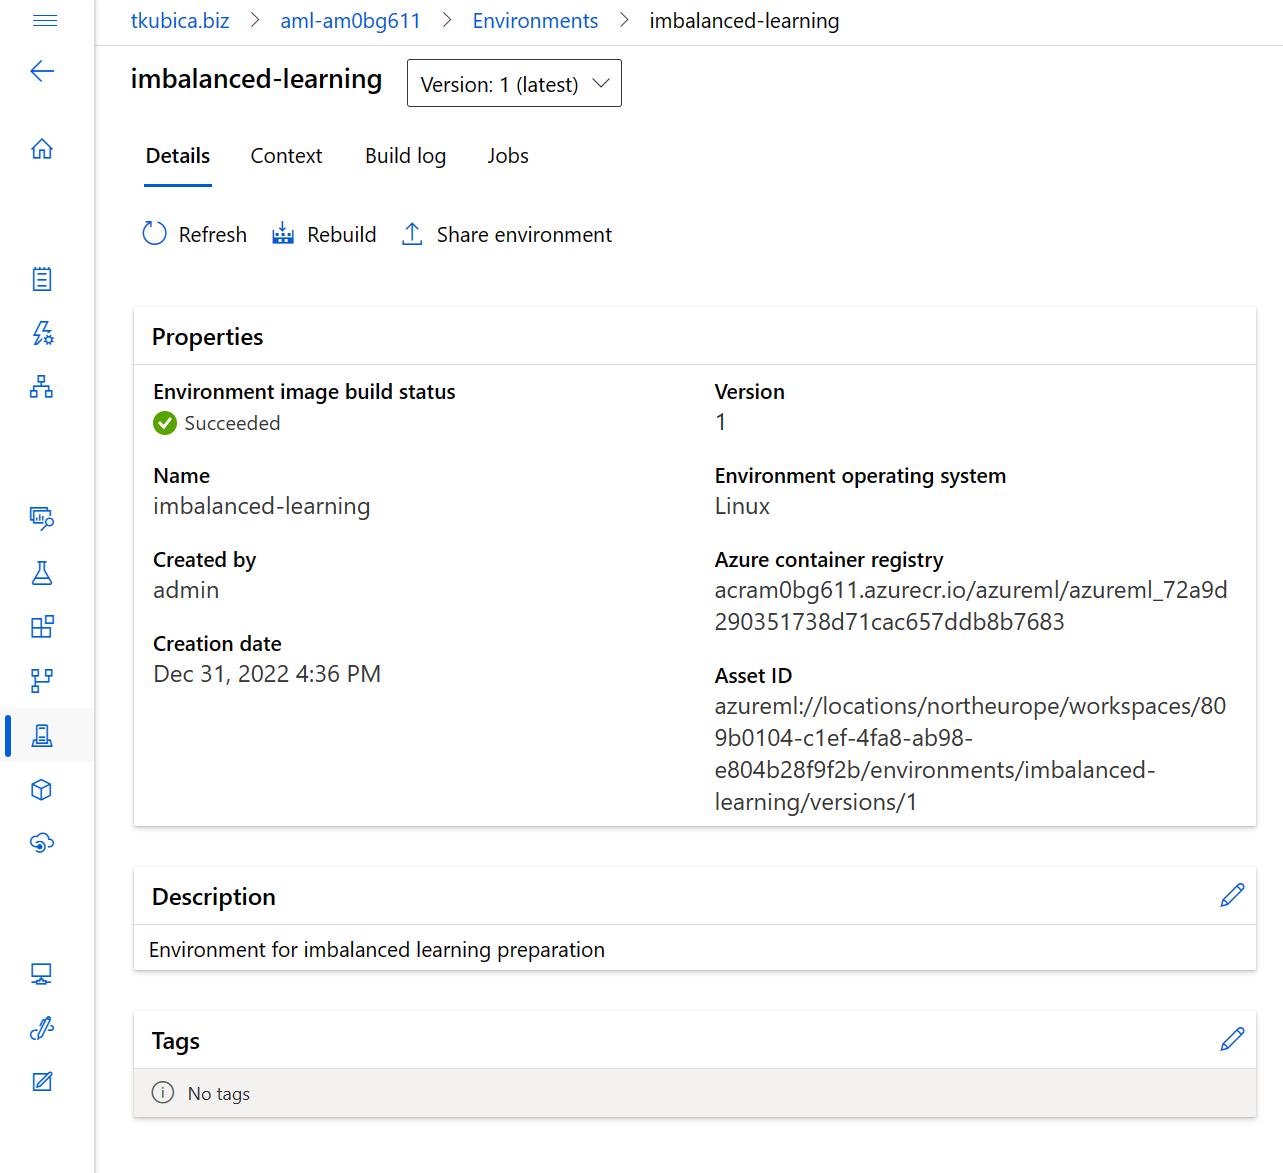 tkubica.biz > aml-am0bg611 > Environments > imbalanced-learning
imbalanced-learning
Version: 1 (latest)
Details Context Build log Jobs
Refresh Rebuild Share environment
Properties
Environment image build status
Succeeded
Name
imbalanced-learning
Created by
admin
Creation date
Dec 31, 2022 4:36 PM
Version
1
Environment operating system
Linux
Azure container registry
acram0bg611.azurecr.io/azureml/azureml_72a9d
290351738d71cac657ddb8b7683
Asset ID
azureml://locations/northeurope/workspaces/80
9b0104-c1ef-4fa8-ab98-
e804b28f9f2b/environments/imbalanced-
learning/versions/1
Description
Environment for imbalanced learning preparation
Tags
No tags